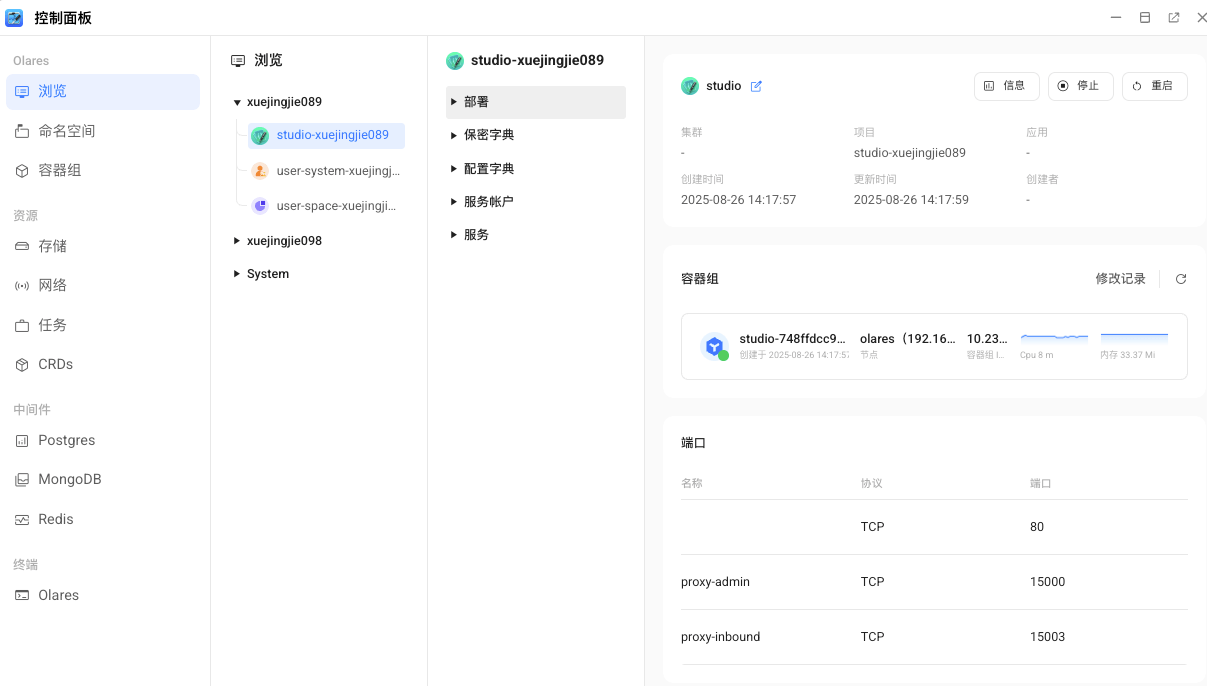 控制面板
Olares
浏览
命名空间
容器组
资源
存储
网络
任务
CRDs
中间件
Postgres
MongoDB
Redis
终端
Olares
浏览
xuejingjie089
studio-xuejingjie089
user-system-xuejingj...
user-space-xuejingji...
xuejingjie098
System
studio-xuejingjie089
部署
保密字典
配置字典
服务帐户
服务
studio
信息
停止
重启
集群
项目
应用
-
studio-xuejingjie089
-
创建时间
更新时间
创建者
2025-08-26 14:17:57
2025-08-26 14:17:59
-
容器组
修改记录
studio-748ffdcc9...
olares（192.16...
10.23...
创建于 2025-08-26 14:17:57
节点
容器组 I...
Cpu 8 m
内存 33.37 Mi
端口
名称
协议
端口
TCP
80
proxy-admin
TCP
15000
proxy-inbound
TCP
15003